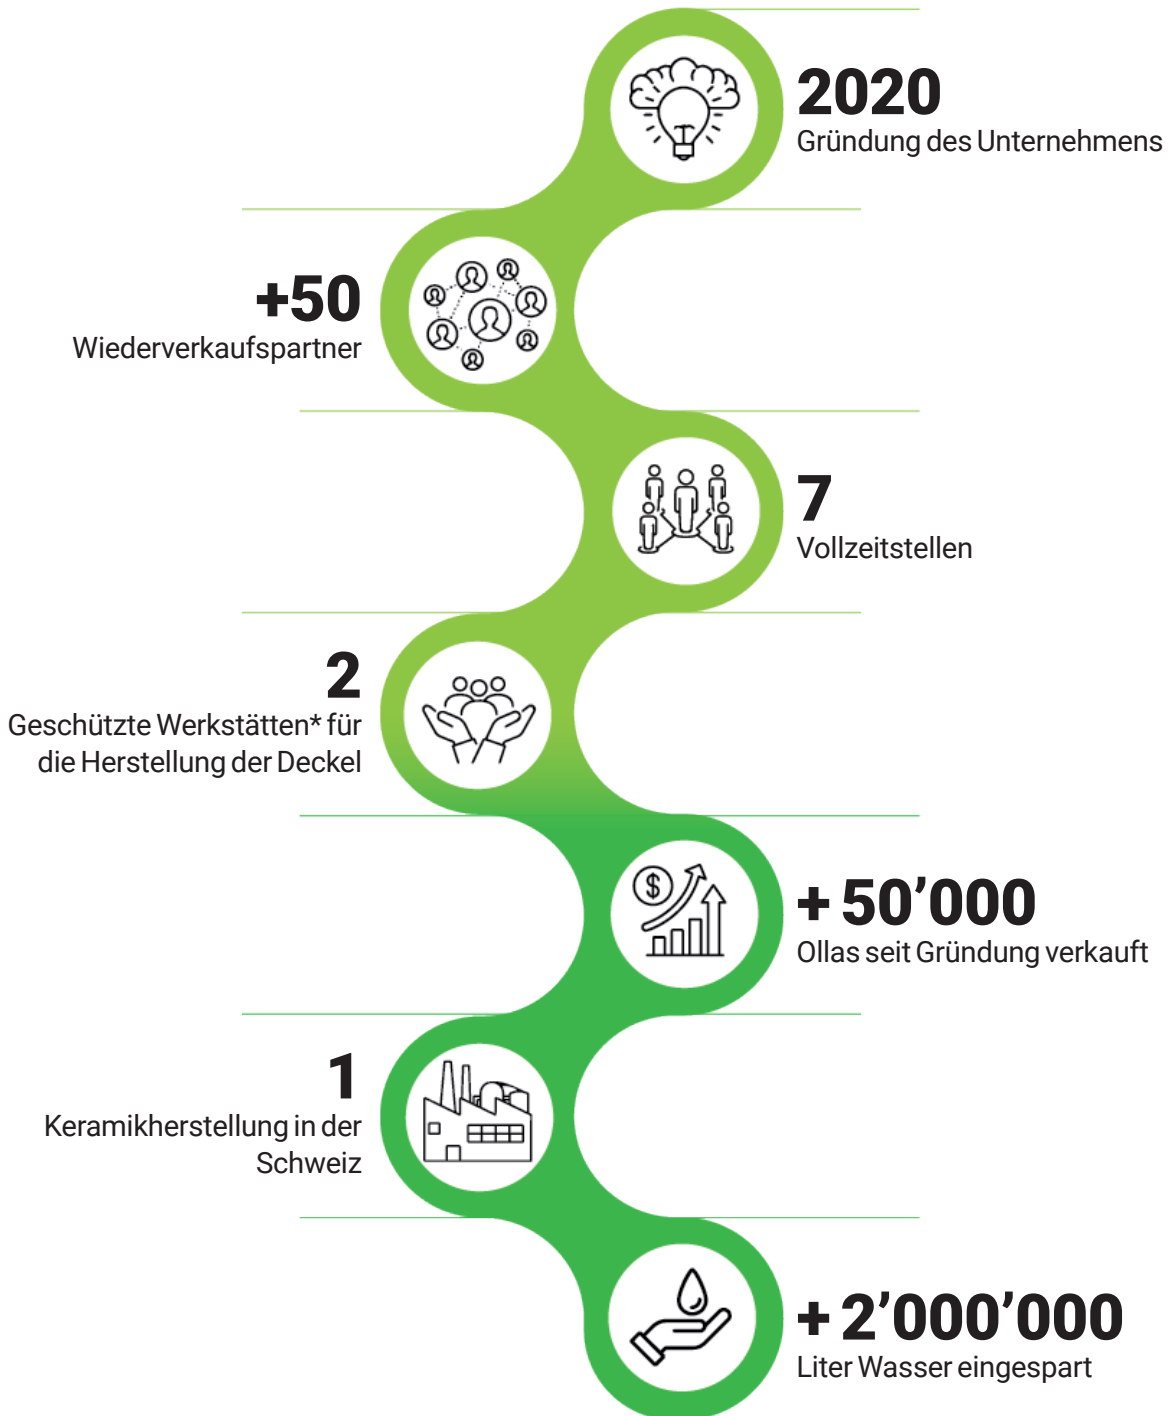 2020
Gründung des Unternehmens
+50
Wiederverkaufspartner
7
Vollzeitstellen
2
Geschützte Werkstätten* für
die Herstellung der Deckel
$
+ 50’000
Ollas seit Gründung verkauft
1
Keramikherstellung in der
Schweiz
+ 2’000’000
Liter Wasser eingespart